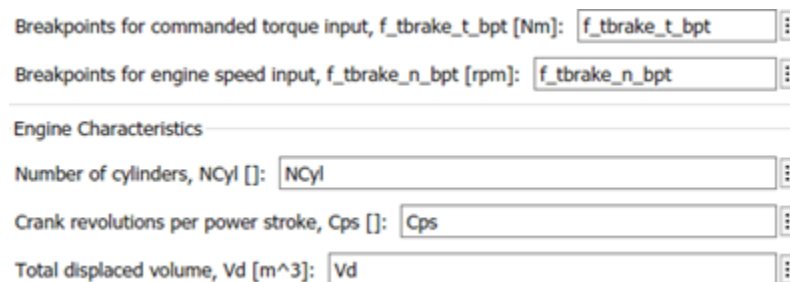 Breakpoints for commanded torque input, f_tbrake_t_bpt [Nm]: f_tbrake_t_bpt
Breakpoints for engine speed input, f_tbrake_n_bpt [rpm]: f_tbrake_n_bpt
Engine Characteristics
Number of cylinders, NCyl []: NCyl
Crank revolutions per power stroke, Cps []: Cps
Total displaced volume, Vd [m^3]: Vd